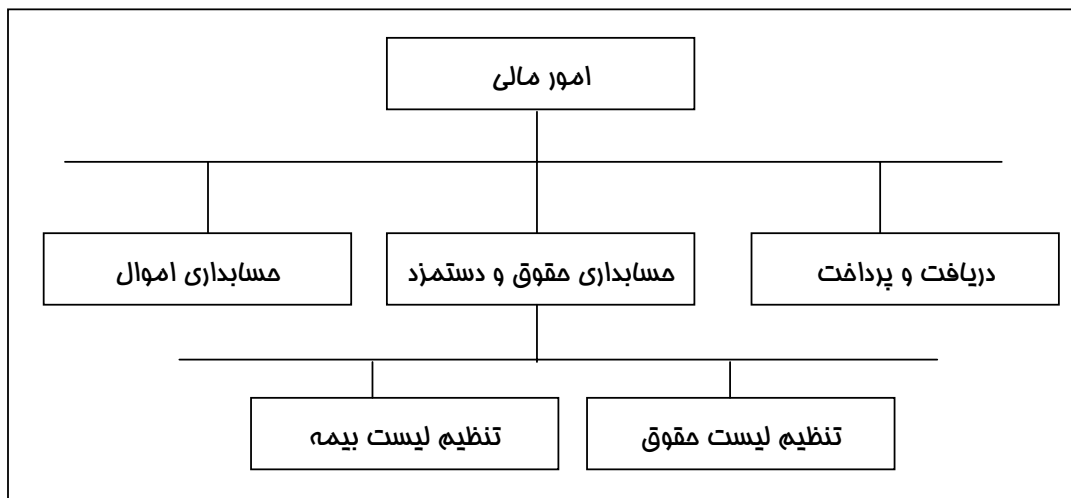 امور مالی
دریافت و پرداخت
حسابداری حقوق و دستمزد
حسابداری اموال
تنظیم لیست حقوق
تنظیم لیست بیمه